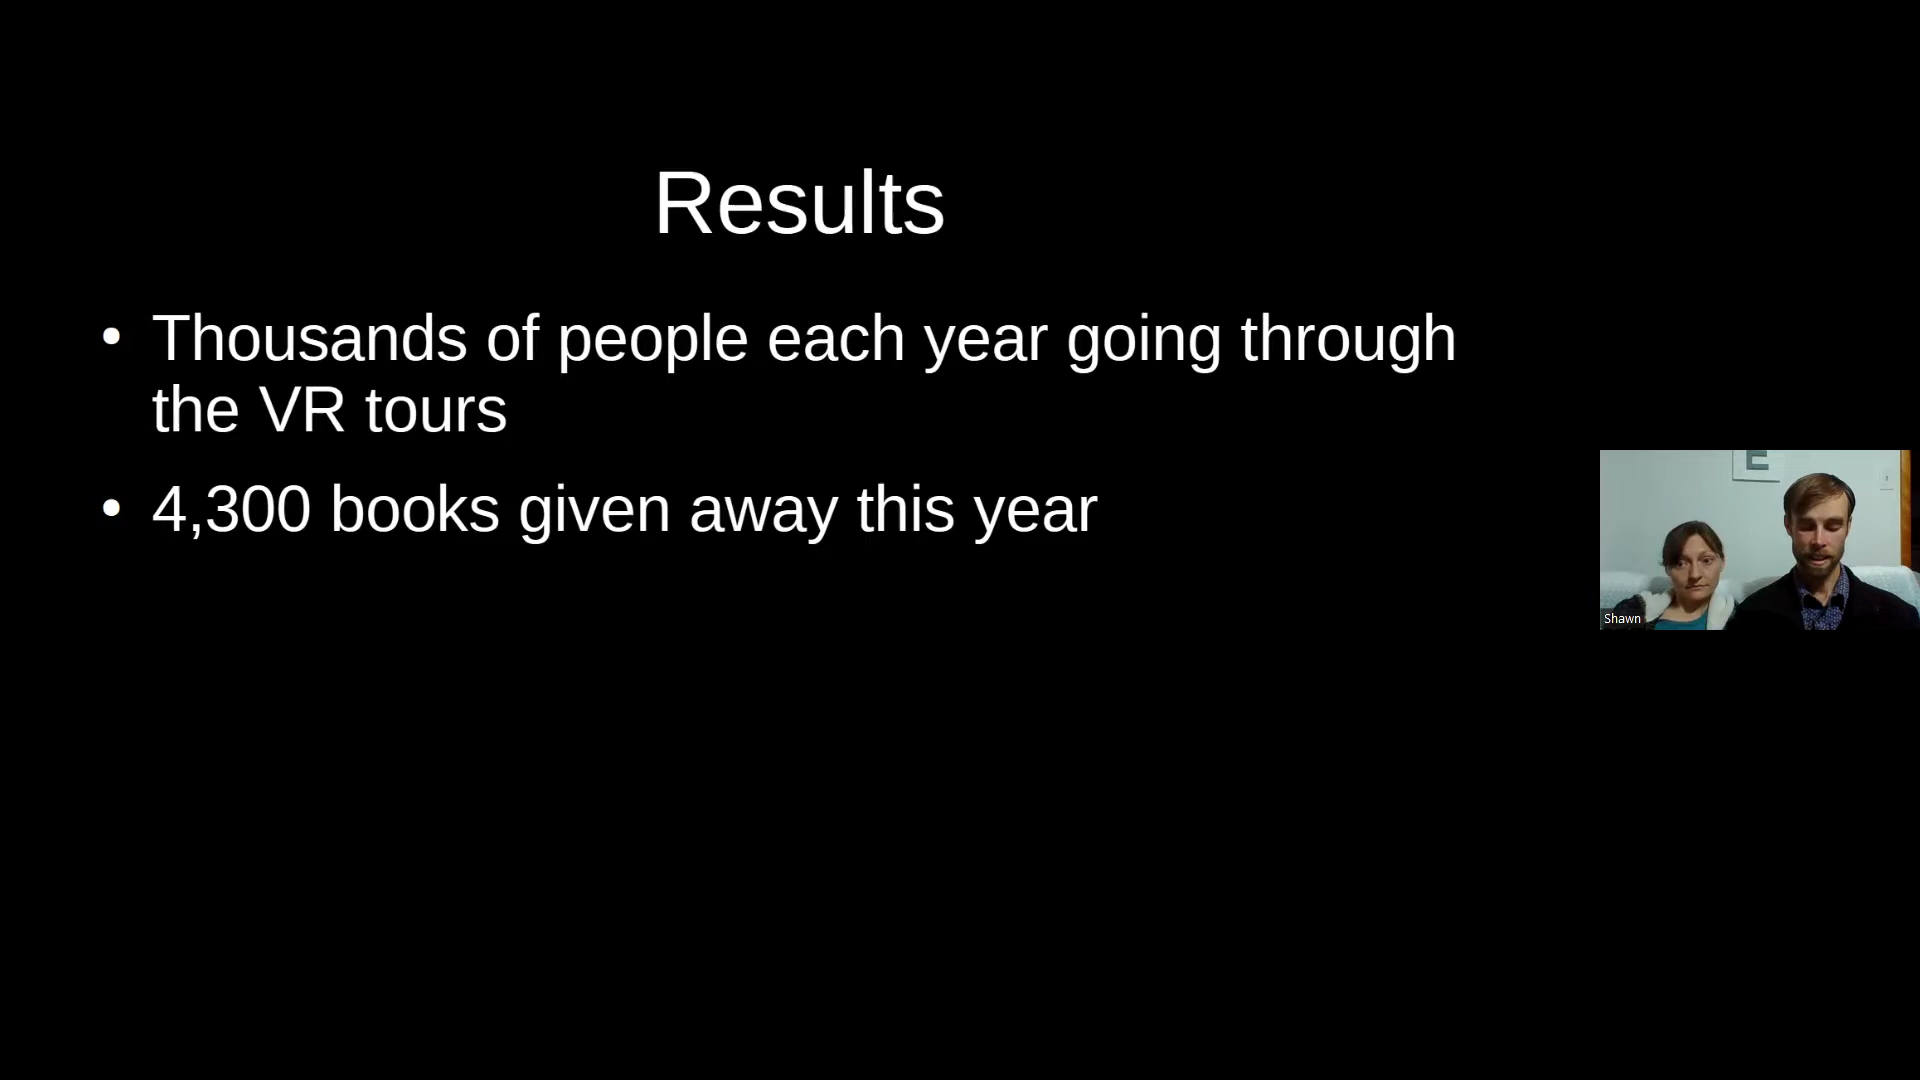 Results
• Thousands of people each year going through
the VR tours
• 4,300 books given away this year
E
Shawn